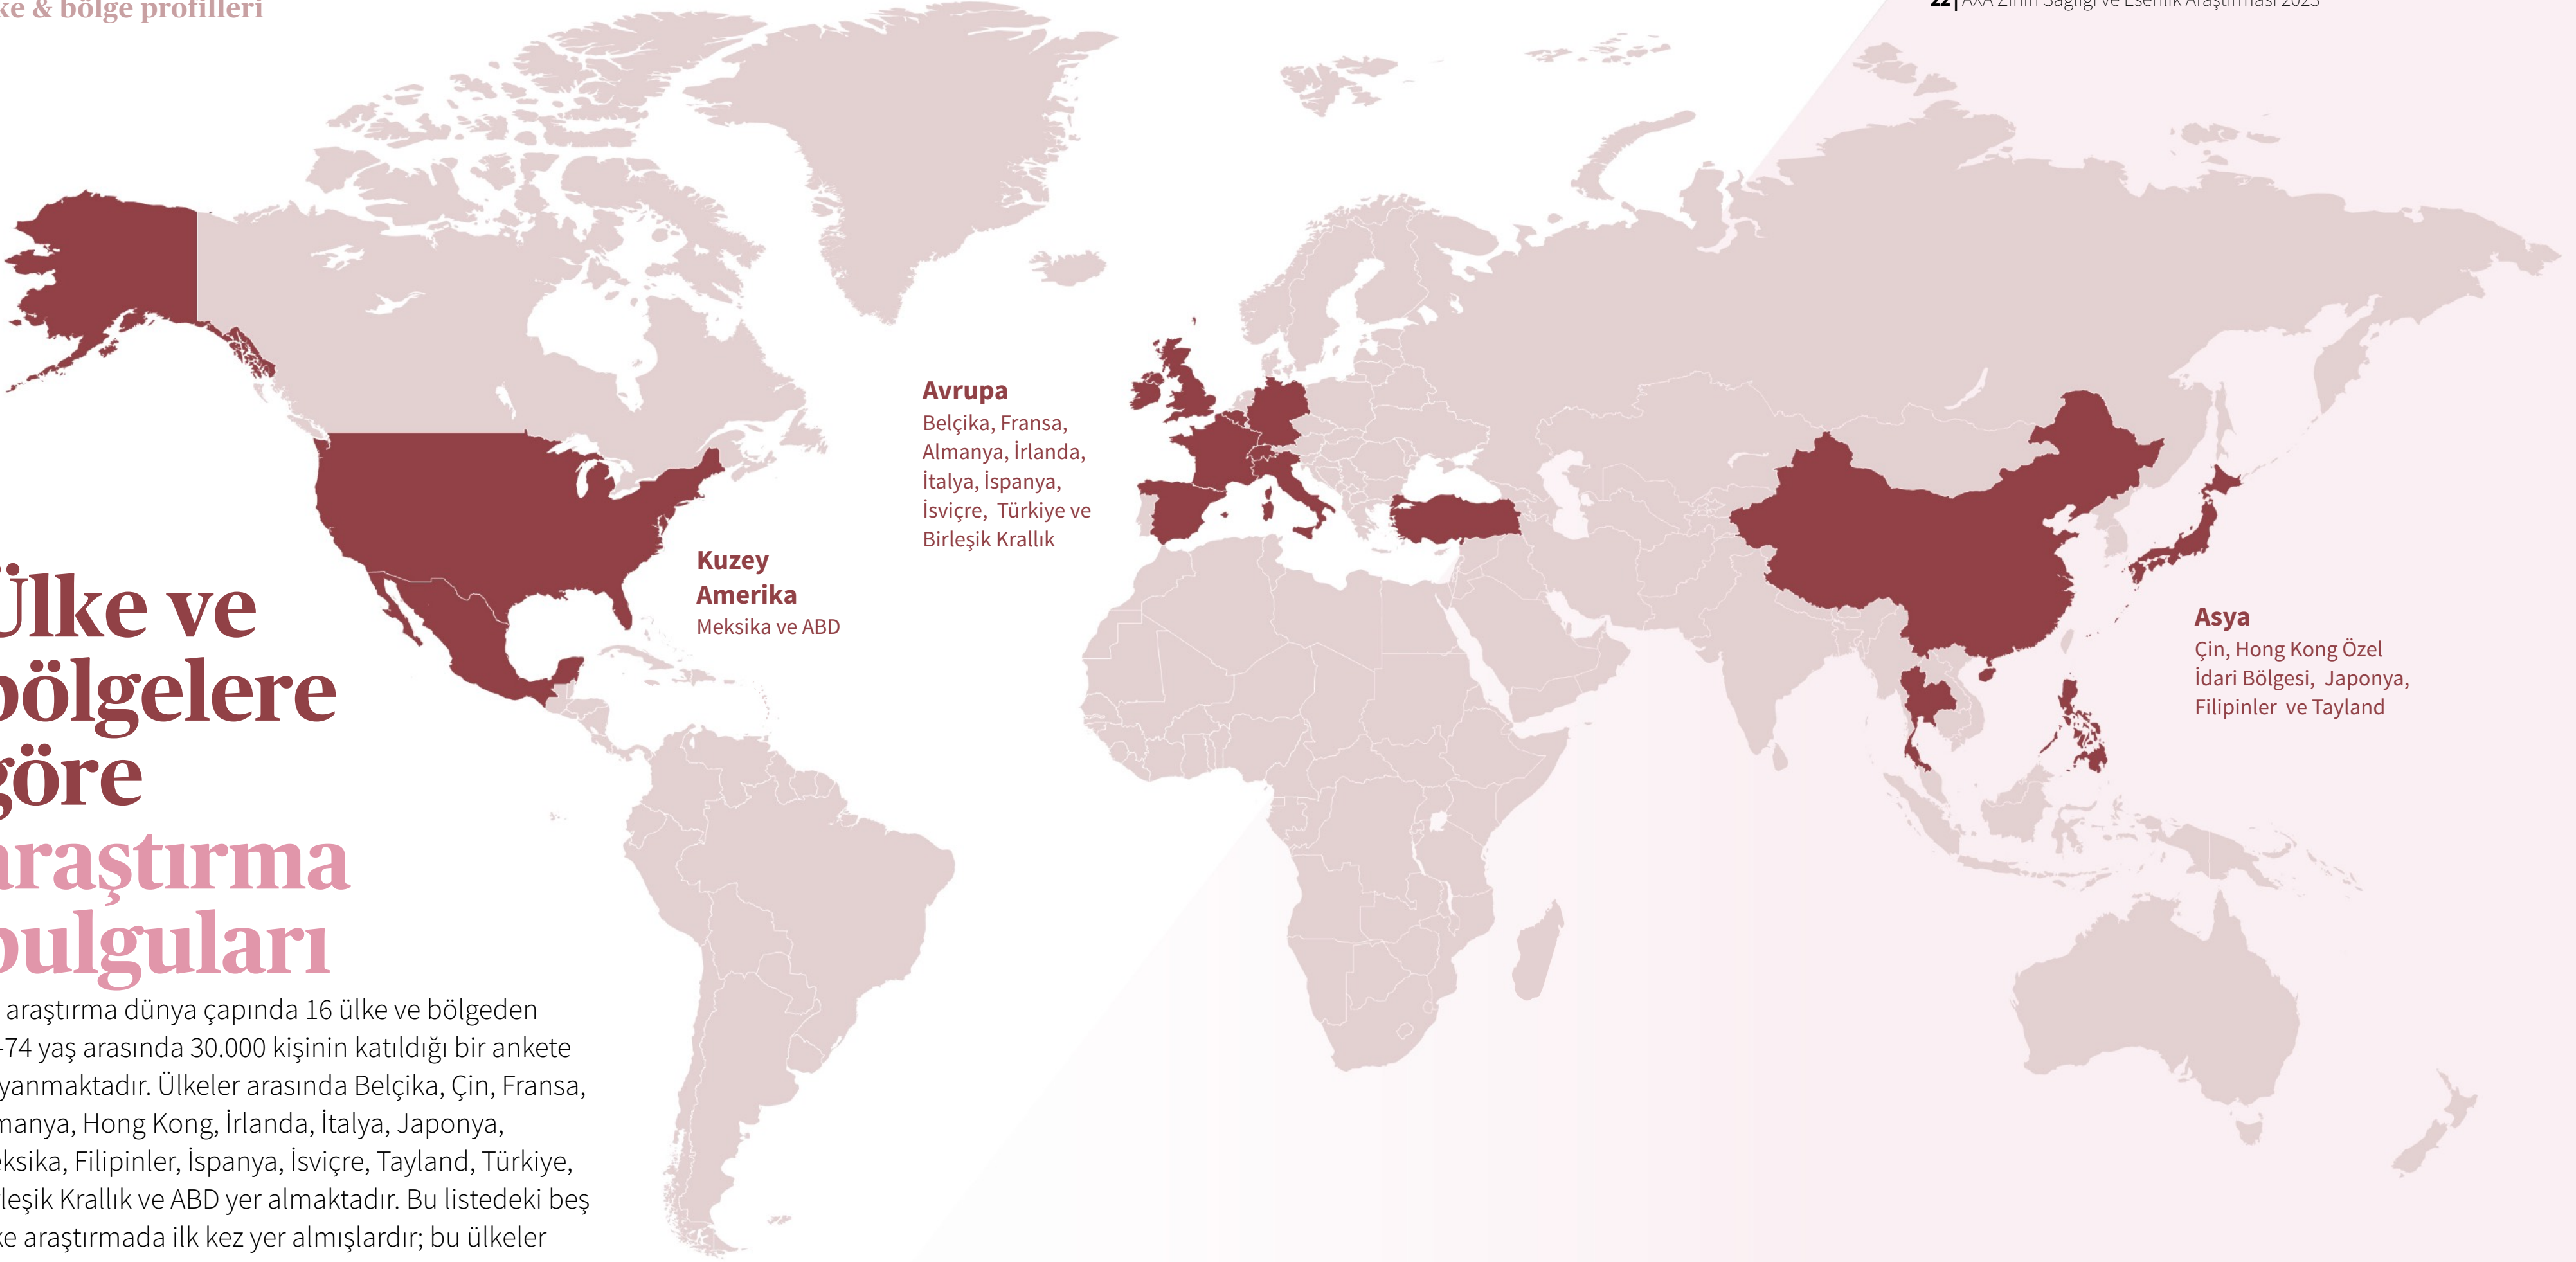 ke & bölge profilleri
22| AXA Zihin Sağlığı ve Esenlik Araştırması 2023
Avrupa
Belçika, Fransa,
Almanya, İrlanda,
İtalya, İspanya,
İsviçre, Türkiye ve
Birleşik Krallık
Kuzey
Amerika
Meksika ve ABD
Asya
Çin, Hong Kong Özel
İdari Bölgesi, Japonya,
Filipinler ve Tayland
Ülke ve
bölgelere
göre
araştırma
bulguları
araştırma dünya çapında 16 ülke ve bölgeden
-74 yaş arasında 30.000 kişinin katıldığı bir ankete
yanmaktadır. Ülkeler arasında Belçika, Çin, Fransa,
manya, Hong Kong, İrlanda, İtalya, Japonya,
eksika, Filipinler, İspanya, İsviçre, Tayland, Türkiye,
leşik Krallık ve ABD yer almaktadır. Bu listedeki beş
ke araştırmada ilk kez yer almışlardır; bu ülkeler